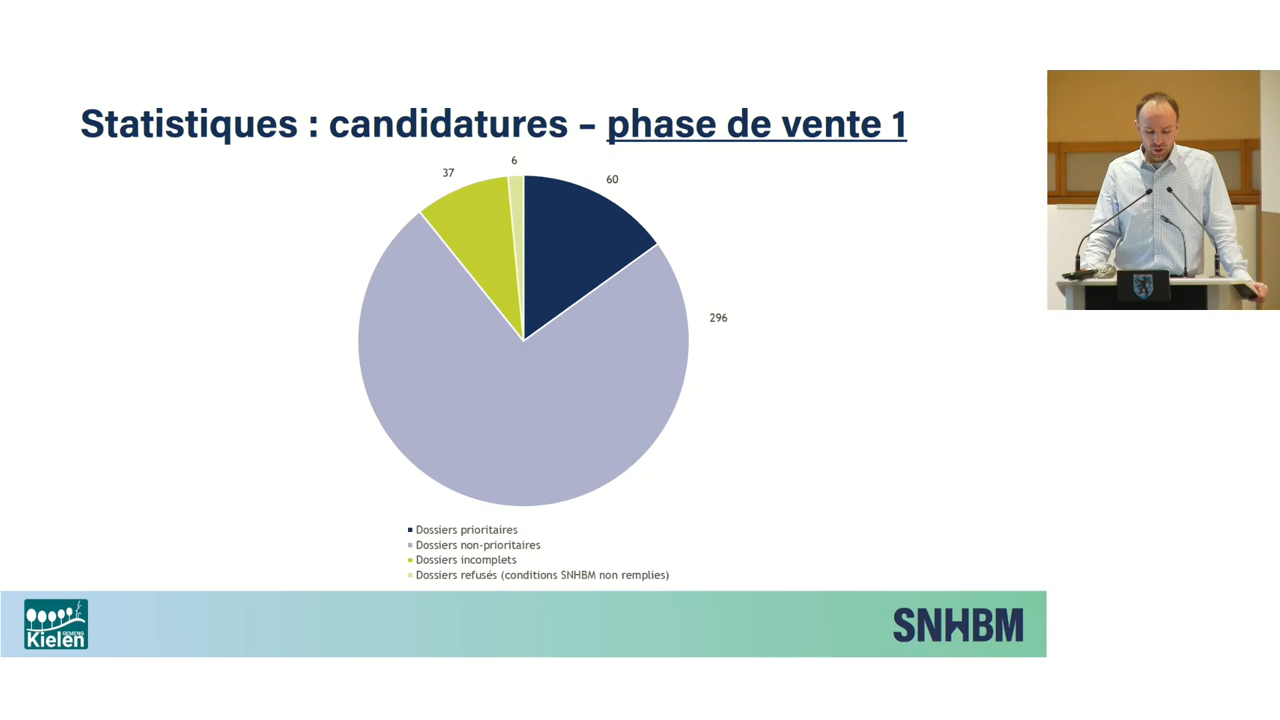 Statistiques : candidatures – phase de vente 1
6
37
60
296
Dossiers prioritaires
Dossiers non-prioritaires
Dossiers incomplets
Dossiers refusés (conditions SNHBM non remplies)
GEMENG
Kielen
SNHBM